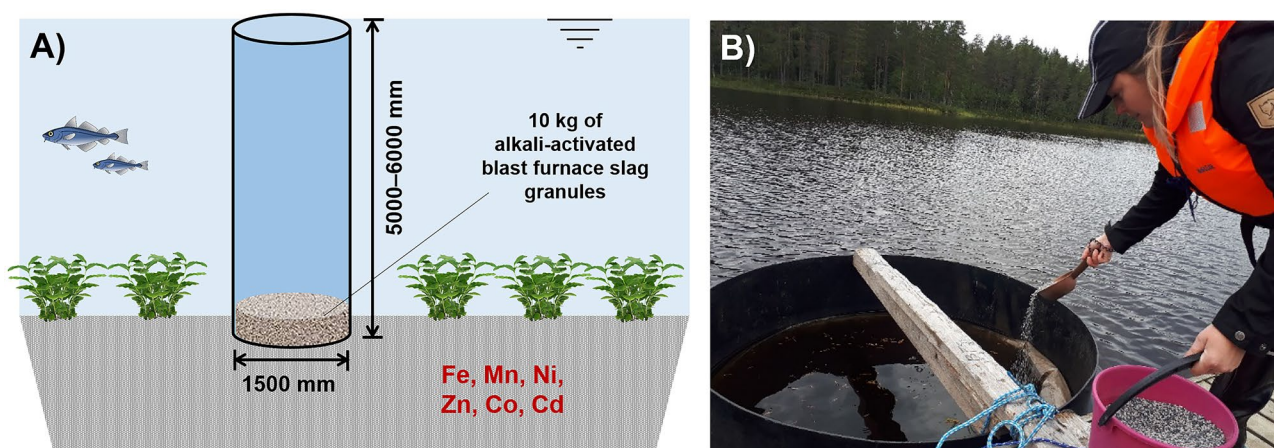 A)
10 kg of
alkali-activated
blast furnace slag
granules
5000–6000 mm
1500 mm
Fe, Mn, Ni,
Zn, Co, Cd
B)